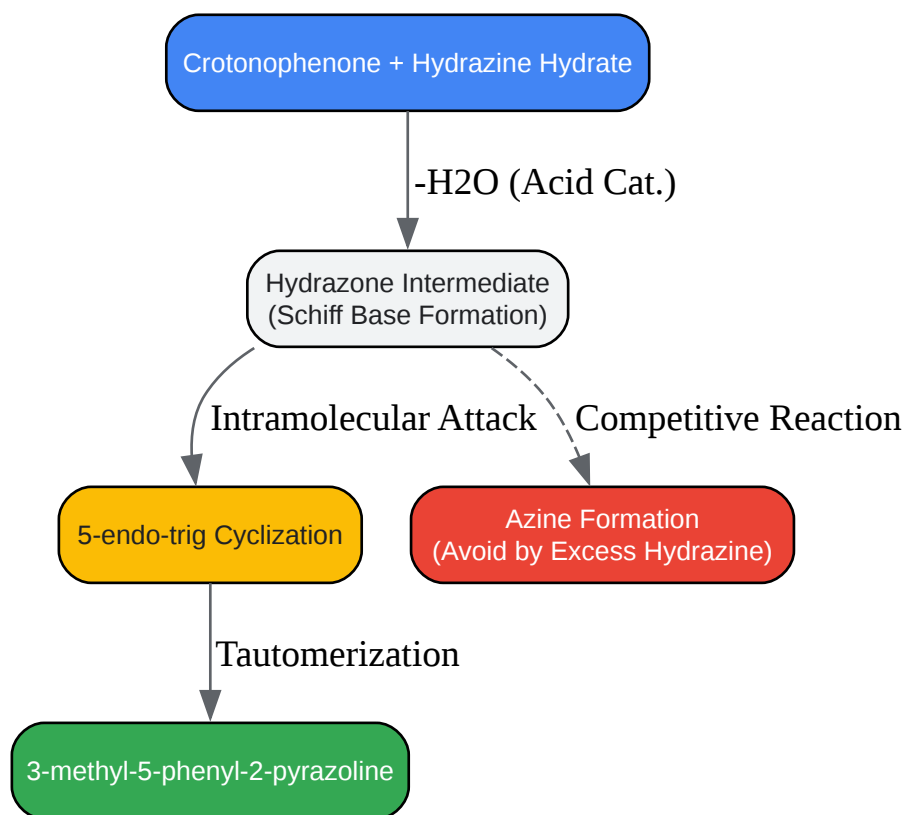 Crotonophenone + Hydrazine Hydrate
-H2O (Acid Cat.)
Hydrazone Intermediate
(Schiff Base Formation)
Intramolecular Attack
Competitive Reaction
5-endo-trig Cyclization
Azine Formation
(Avoid by Excess Hydrazine)
Tautomerization
3-methyl-5-phenyl-2-pyrazoline